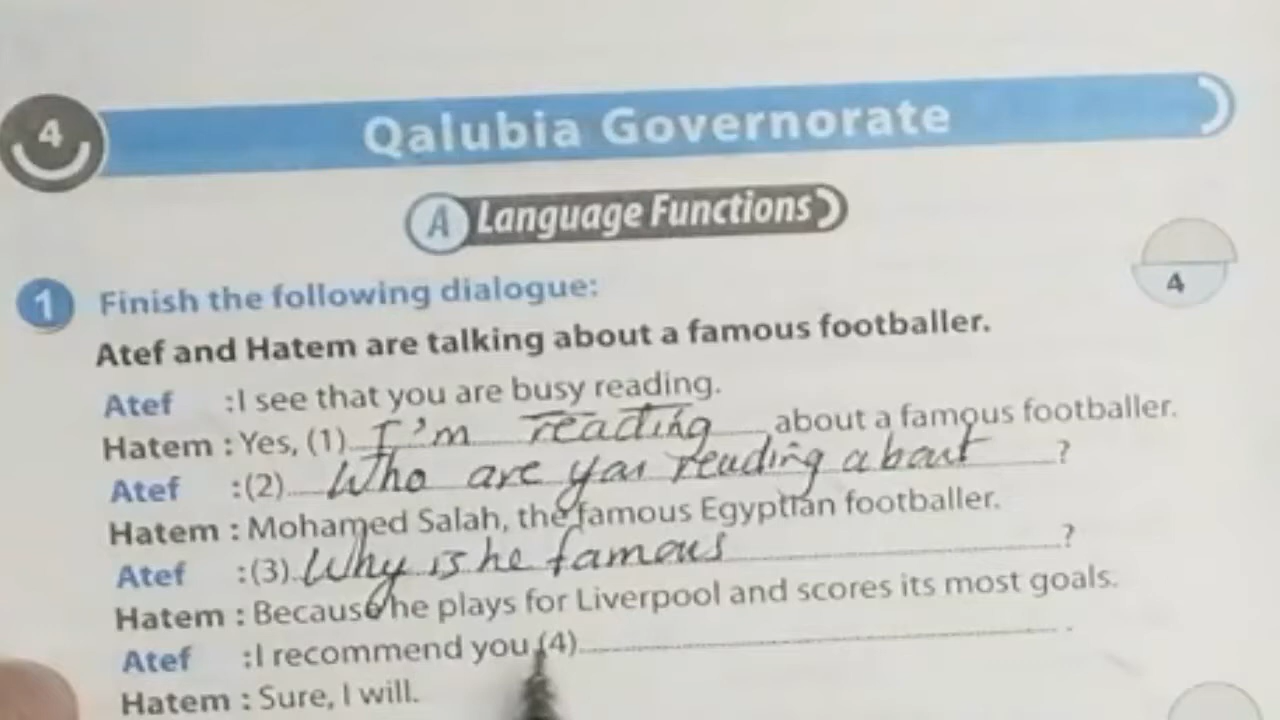 4
Qalubia Governorate
A Language Functions
4
1 Finish the following dialogue:
Atef and Hatem are talking about a famous footballer.
Atef :I see that you are busy reading.
Hatem : Yes, (1) I'm reading about a famous footballer.
Atef :(2) Who are you reading about ?
Hatem : Mohamed Salah, the famous Egyptian footballer.
Atef :(3) Why is he famous ?
Hatem : Because he plays for Liverpool and scores its most goals.
Atef :I recommend you (4) .
Hatem : Sure, I will.